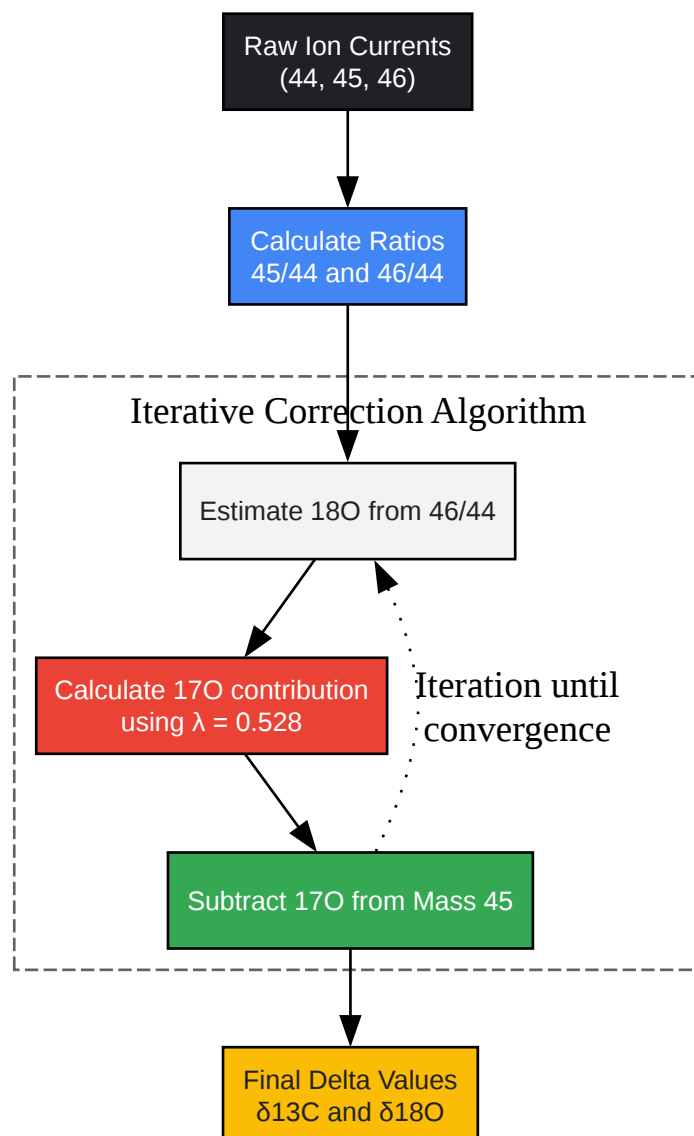 Raw Ion Currents
(44, 45, 46)
Calculate Ratios
45/44 and 46/44
Iterative Correction Algorithm
Estimate 18O from 46/44
Calculate 17O contribution
using λ = 0.528
Iteration until
convergence
Subtract 17O from Mass 45
Final Delta Values
δ13C and δ18O